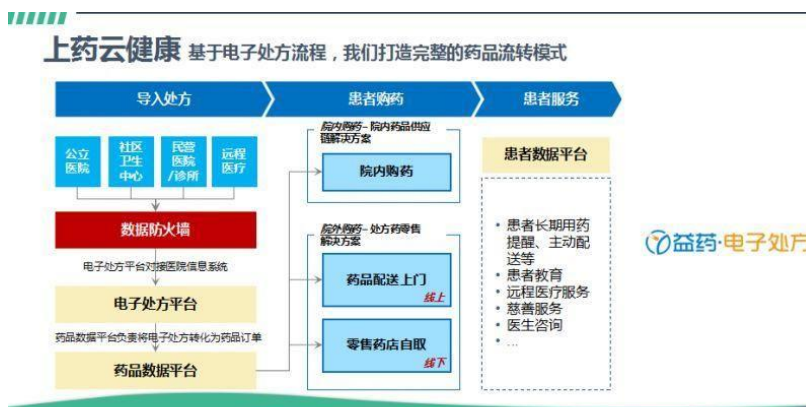 上药云健康 基于电子处方流程，我们打造完整的药品流转模式
导入处方
患者购药
患者服务
公立
医院
社区
卫生
中心
民营
医院
/诊所
远程
医疗
数据防火墙
电子处方平台对接医院信息系统
电子处方平台
药品数据平台负责将电子处方转化为药品订单
药品数据平台
院内购药–院内药品供应
链解决方案
院内购药
院外购药–处方药零售
解决方案
药品配送上门
线上
零售药店自取
线下
患者数据平台
• 患者长期用药
提醒、主动配
送等
• 患者教育
• 远程医疗服务
• 慈善服务
• 医生咨询
• ...
益药·电子处方